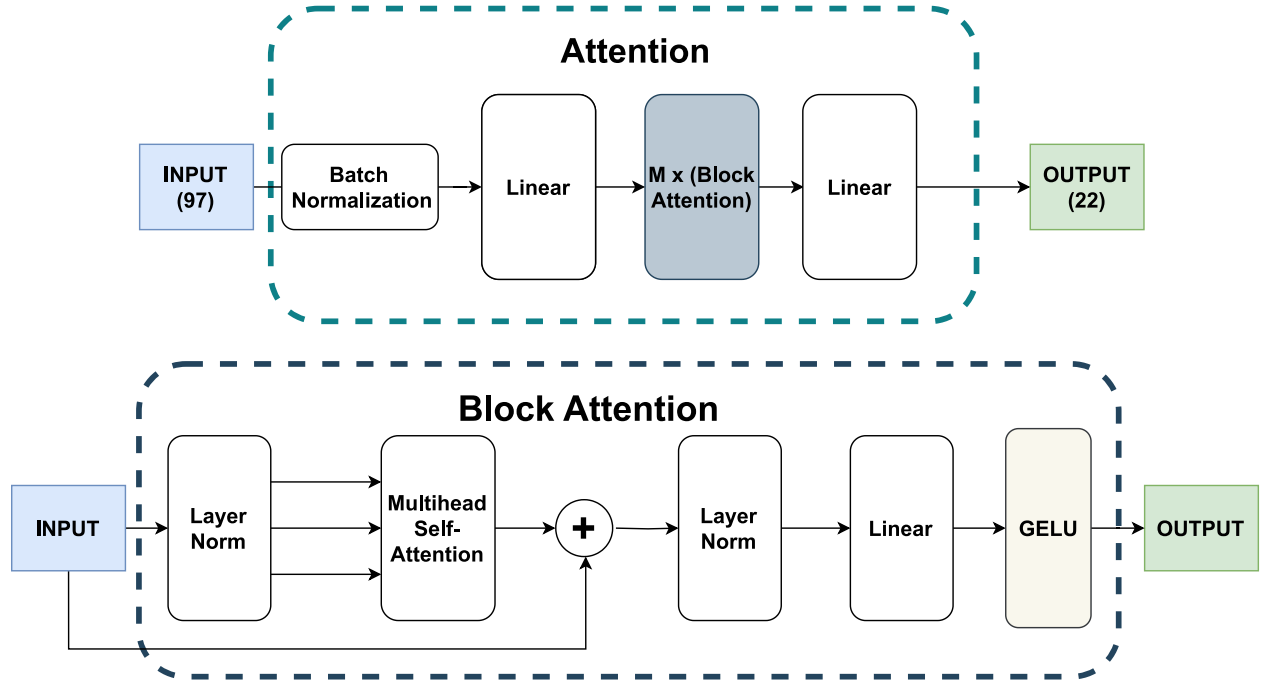 Attention
INPUT
(97)
Batch
Normalization
Linear
M x (Block
Attention)
Linear
OUTPUT
(22)
Block Attention
INPUT
Layer
Norm
Multihead
Self-
Attention
+
Layer
Norm
Linear
GELU
OUTPUT